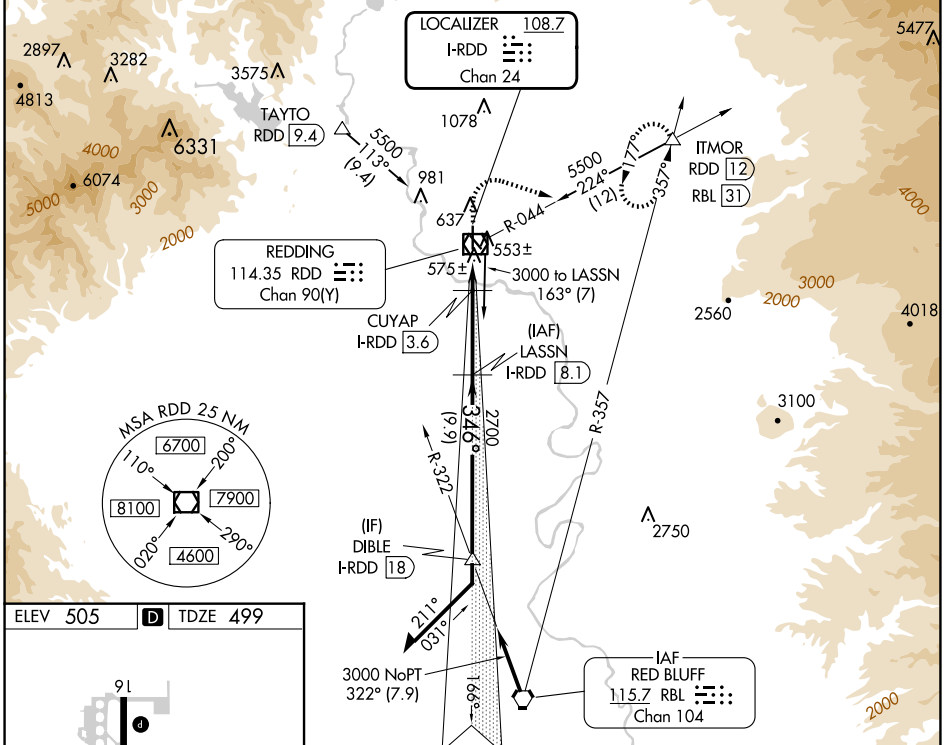 LOCALIZER 108.7
I-RDD
Chan 24
5477
2897
3282
4813
3575
TAYTO
RDD 9.4
5500
113°
(9.4)
1078
6331
4000
6074
5000
3000
2000
981
637
5500
224°
(12)
R-044
177°
357°
ITMOR
RDD 12
RBL 31
4000
REDDING
114.35 RDD
Chan 90(Y)
553±
575±
3000 to LASSN
163° (7)
CUYAP
I-RDD 3.6
(IAF)
LASSN
I-RDD 8.1
2560
3000
2000
4018
3100
MSA RDD 25 NM
6700
110°
200°
8100
7900
020°
290°
4600
346°
(9.9)
2700
R-322
R-357
2750
(IF)
DIBLE
I-RDD 18
211°
031°
3000 NoPT
322° (7.9)
166°
IAF
RED BLUFF
115.7 RBL
Chan 104
2000
ELEV 505
D
TDZE 499
16
P